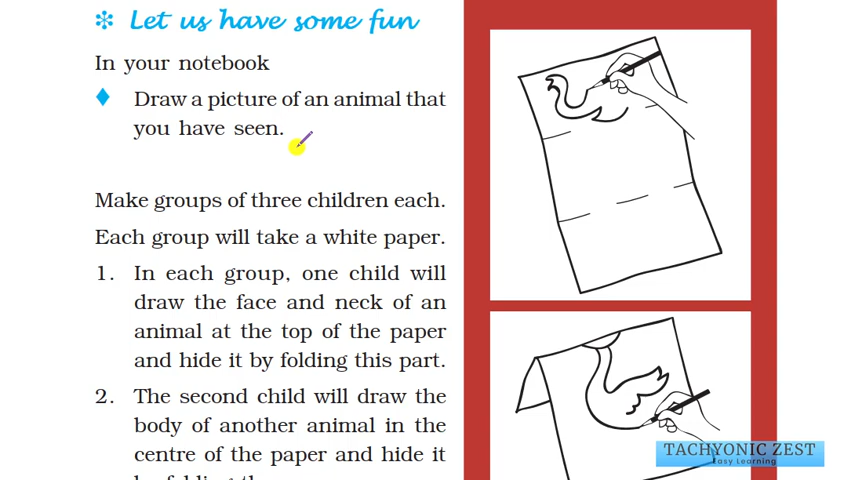 Let us have some fun
In your notebook
Draw a picture of an animal that
you have seen.
Make groups of three children each.
Each group will take a white paper.
1. In each group, one child will
draw the face and neck of an
animal at the top of the paper
and hide it by folding this part.
2. The second child will draw the
body of another animal in the
centre of the paper and hide it
TACHYONIC ZEST
Easy Learning